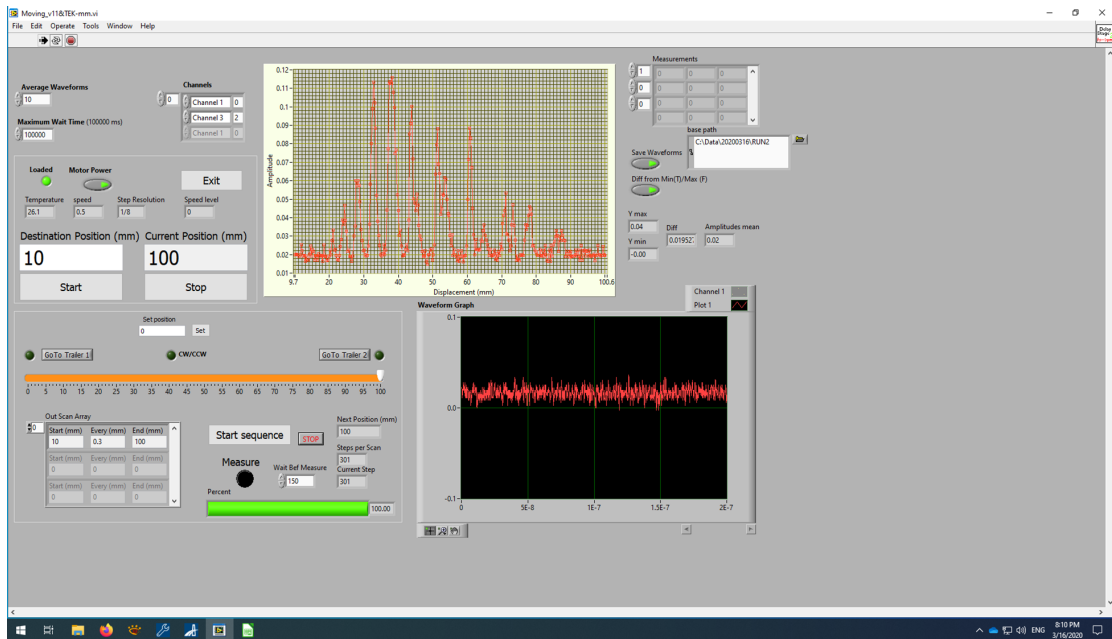 Moving_v11&TEK-mm.vi
File Edit Operate Tools Window Help
Delay
Stage
Average Waveforms
10
Maximum Wait Time (100000 ms)
100000
Channels
0
Channel 1 0
Channel 3 2
Channel 1 0
Loaded
Motor Power
Exit
Temperature speed Step Resolution Speed level
26.1 0.5 1/8 0
Destination Position (mm) Current Position (mm)
10 100
Start Stop
Amplitude
0.12
0.11
0.1
0.09
0.08
0.07
0.06
0.05
0.04
0.03
0.02
0.01
9.7 20 30 40 50 60 70 80 90 100.6
Displacement (mm)
Measurements
1 0 0 0
0 0 0 0
0 0 0 0
base path
C:\Data\20200316\RUN2
Save Waveforms
Diff from Min(T)/Max (F)
Y max
0.04
Diff
0.01952
Amplitudes mean
0.02
Y min
-0.00
Set position
0 Set
GoTo Trailer 1
CW/CCW
GoTo Trailer 2
0 5 10 15 20 25 30 35 40 45 50 55 60 65 70 75 80 85 90 95 100
Out Scan Array
0
Start (mm) Every (mm) End (mm)
10 0.3 100
Start (mm) Every (mm) End (mm)
0 0 0
Start (mm) Every (mm) End (mm)
0 0 0
Start sequence STOP
Measure
Wait Bef Measure
150
Next Position (mm)
100
Steps per Scan
301
Current Step
301
Percent
100.00
Waveform Graph
Channel 1
Plot 1
0.1
0.0
-0.1
0 5E-8 1E-7 1.5E-7 2E-7
ENG
8:10 PM
3/16/2020